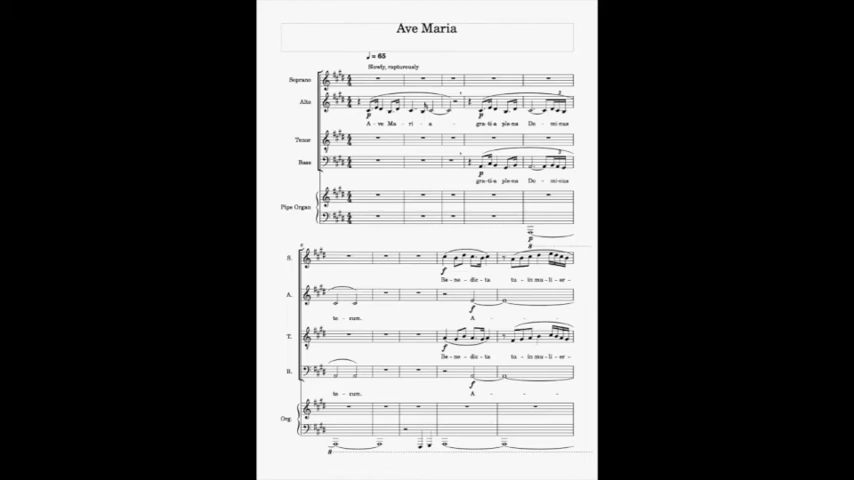 Ave Maria
♩ = 65
Slowly, rapturously
Soprano
Alto
p
A - ve Ma - ri - a - gra-ti-a ple-na Do - mi-nus
Tenor
Bass
p
gra-ti-a ple-na Do - mi-nus
Pipe Organ
p
8
S.
f
Be - ne - dic - ta tu - in mu - li - er -
A.
f
te - cum. A -
T.
f
Be - ne - dic - ta tu - in mu - li - er -
B.
f
te - cum. A -
Org.
8